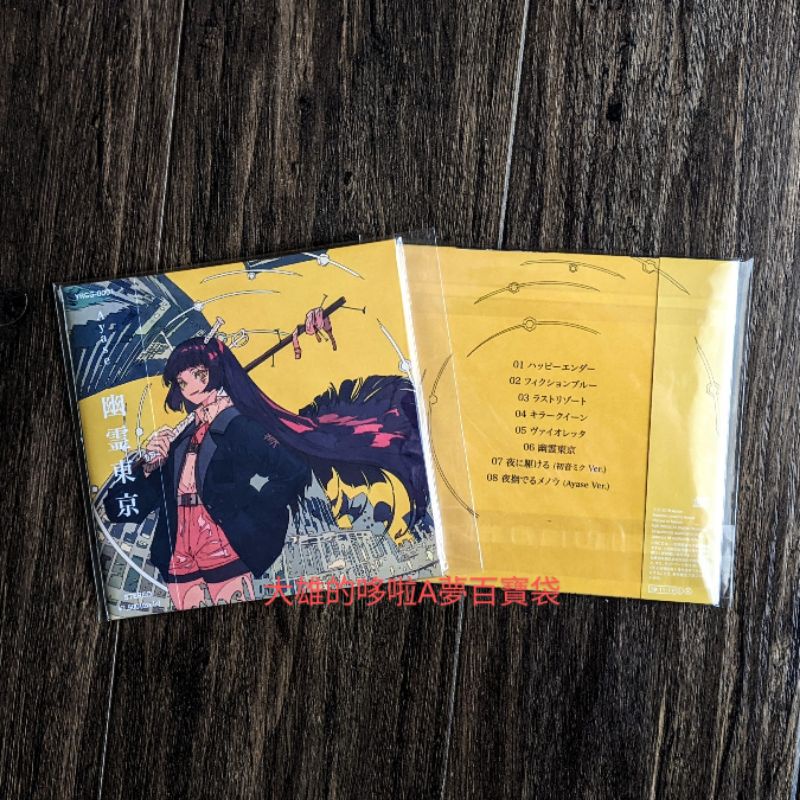 Ayase
幽霊東京
STEREO
01 ハッピーエンダー
02 フィクションブルー
03 ラストリゾート
04 キラークイーン
05 ヴァイオレッタ
06 幽霊東京
07 夜に駆ける (初音ミク Ver.)
08 夜撫でるメノウ (Ayase Ver.)
大雄的哆啦A夢百寶袋